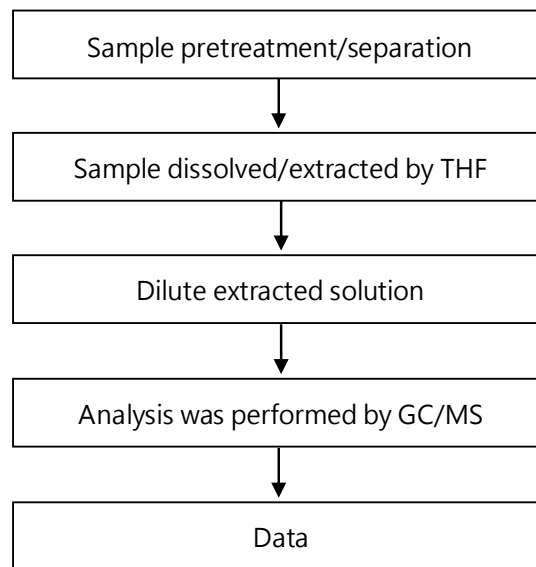 Sample pretreatment/separation
Sample dissolved/extracted by THF
Dilute extracted solution
Analysis was performed by GC/MS
Data